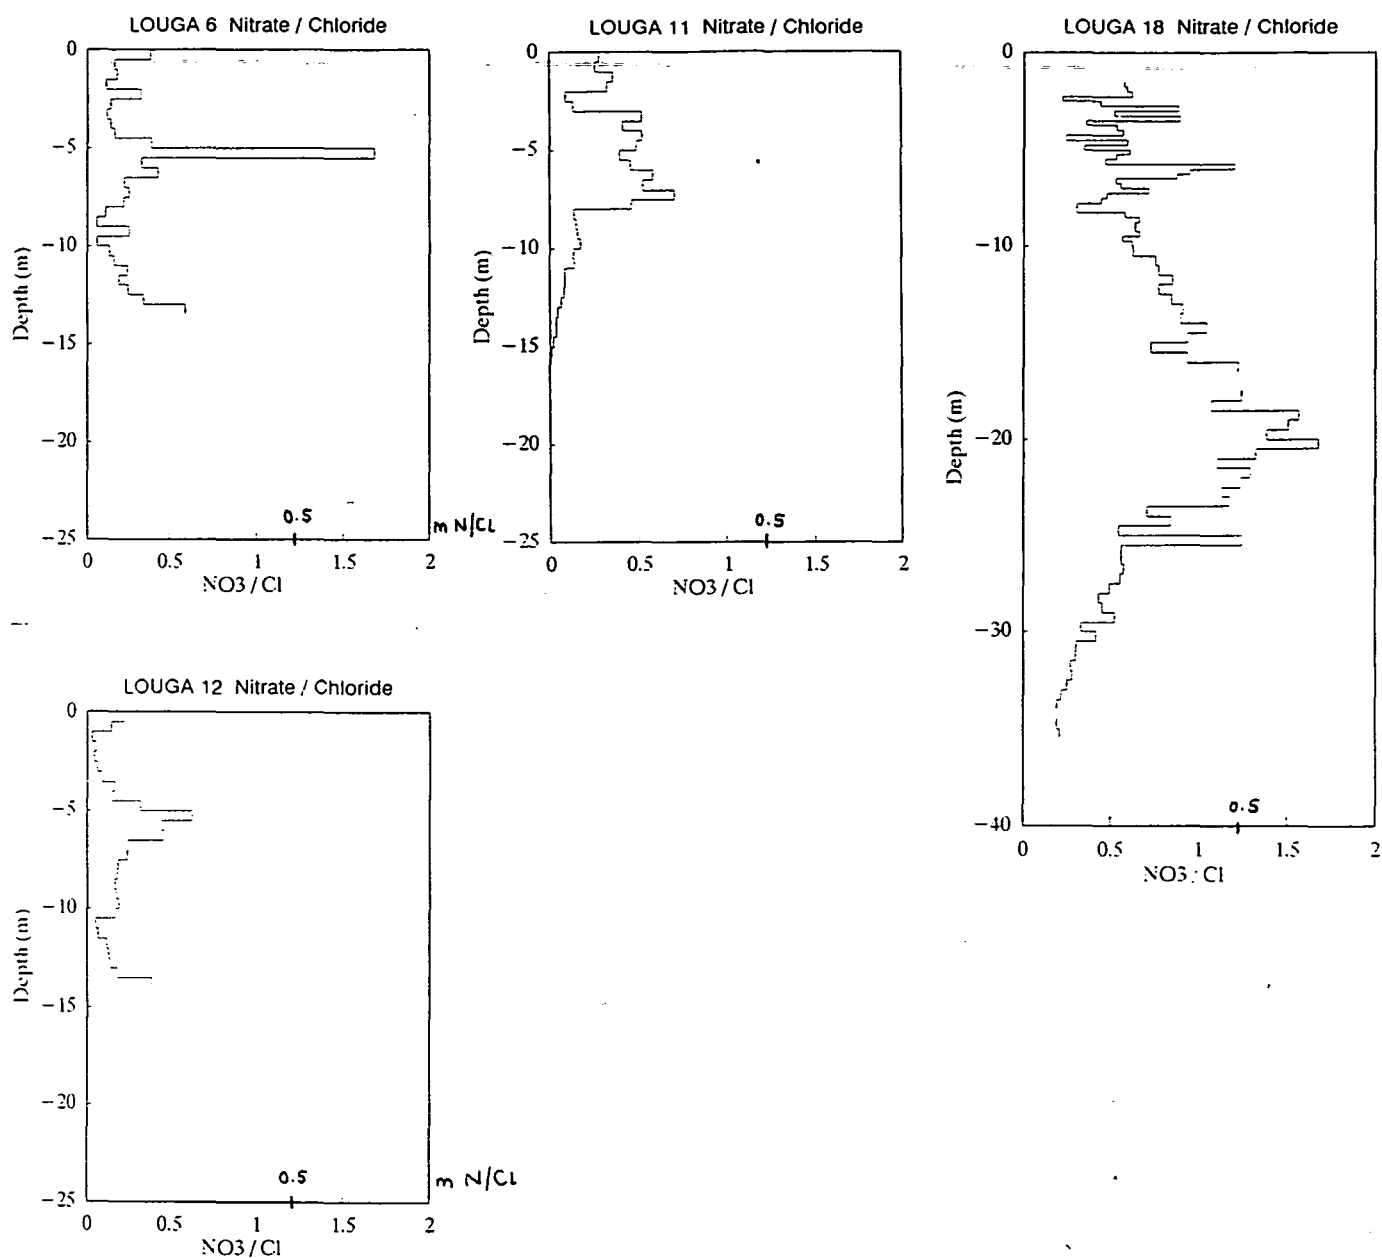 LOUGA 6 Nitrate / Chloride
0
−5
−10
−15
−20
−25
Depth (m)
0.5
m N/Cl
0 0.5 1 1.5 2
NO3 / Cl
LOUGA 11 Nitrate / Chloride
0
−5
−10
−15
−20
−25
Depth (m)
0.5
0 0.5 1 1.5 2
NO3 / Cl
LOUGA 18 Nitrate / Chloride
0
−10
−20
−30
−40
Depth (m)
0.5
0 0.5 1 1.5 2
NO3 / Cl
LOUGA 12 Nitrate / Chloride
0
−5
−10
−15
−20
−25
Depth (m)
0.5
m N/Cl
0 0.5 1 1.5 2
NO3 / Cl